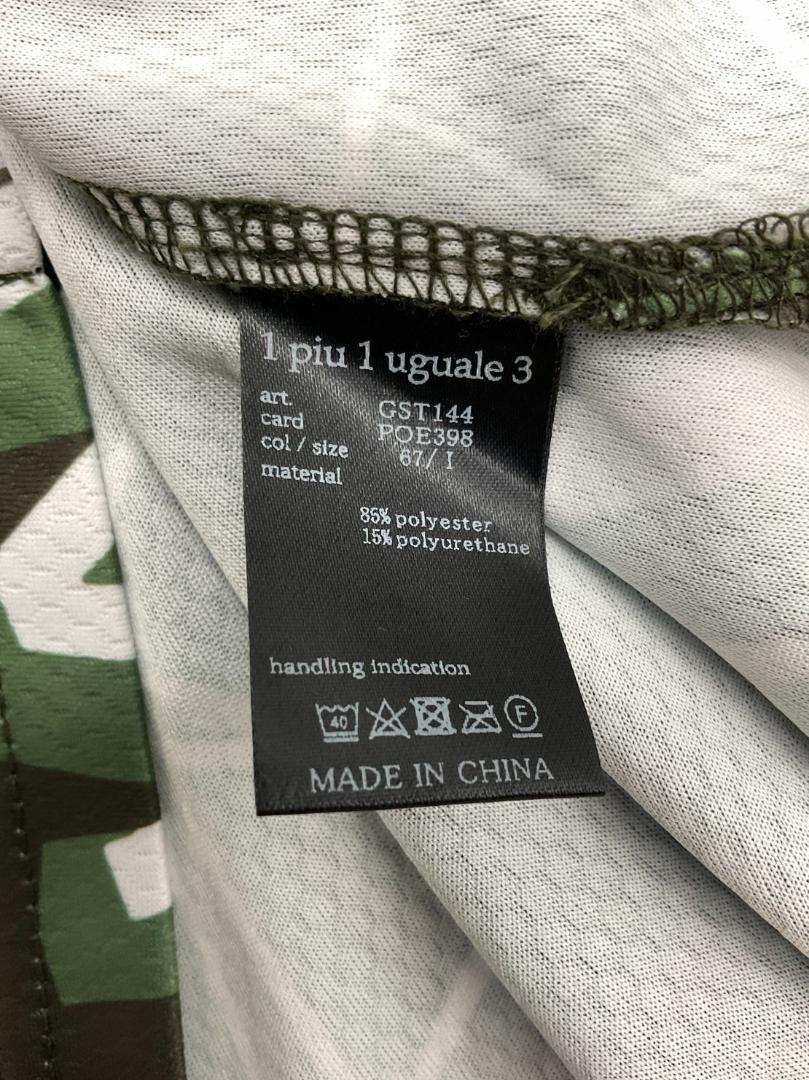 1 piu 1 uguale 3
art. GST144
card POE398
col / size 67/ I
material
85% polyester
15% polyurethane
handling indication
40 F
MADE IN CHINA